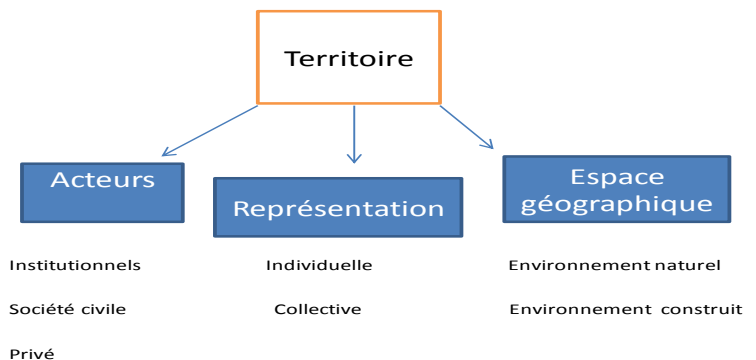 Territoire
Acteurs
Représentation
Espace
géographique
Institutionnels
Individuelle
Environnement naturel
Société civile
Collective
Environnement construit
Privé